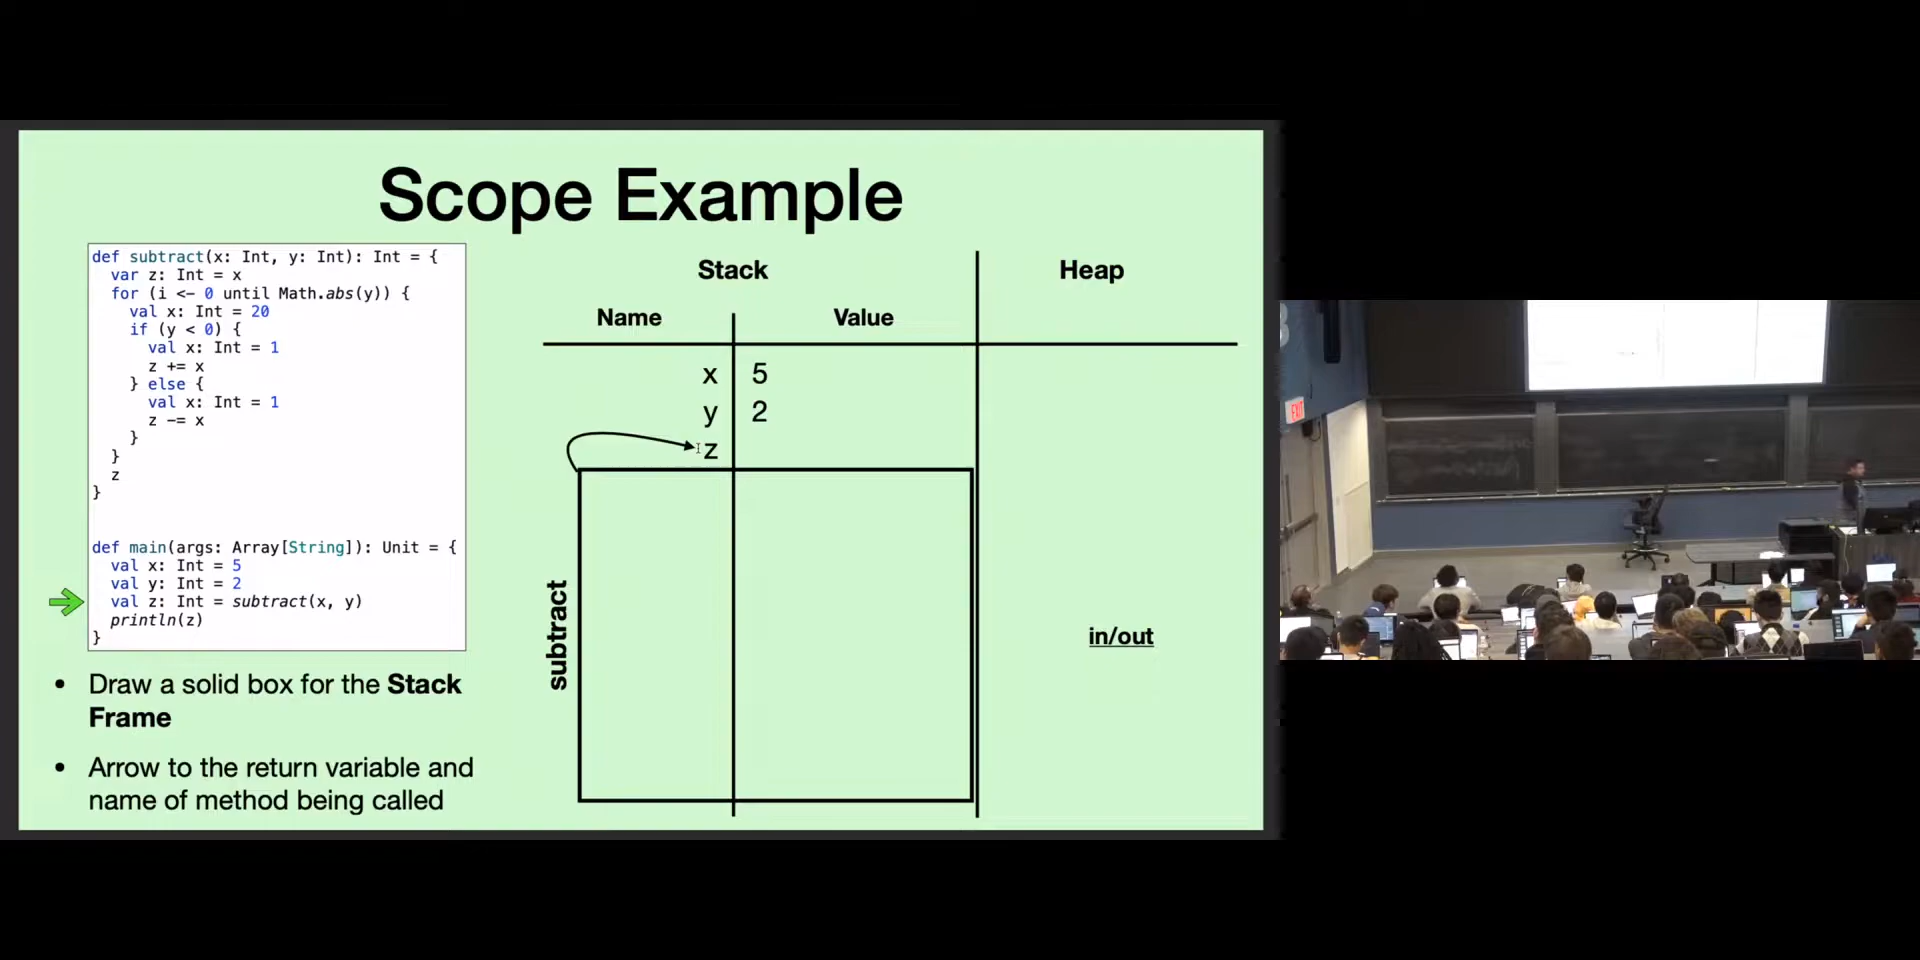 Scope Example
def subtract(x: Int, y: Int): Int = {
  var z: Int = x
  for (i <- 0 until Math.abs(y)) {
    val x: Int = 20
    if (y < 0) {
      val x: Int = 1
      z += x
    } else {
      val x: Int = 1
      z -= x
    }
  }
  z
}
def main(args: Array[String]): Unit = {
  val x: Int = 5
  val y: Int = 2
  val z: Int = subtract(x, y)
  println(z)
}
• Draw a solid box for the Stack
Frame
• Arrow to the return variable and
name of method being called
Stack
Heap
Name
Value
x 5
y 2
z
subtract
in/out
EXIT